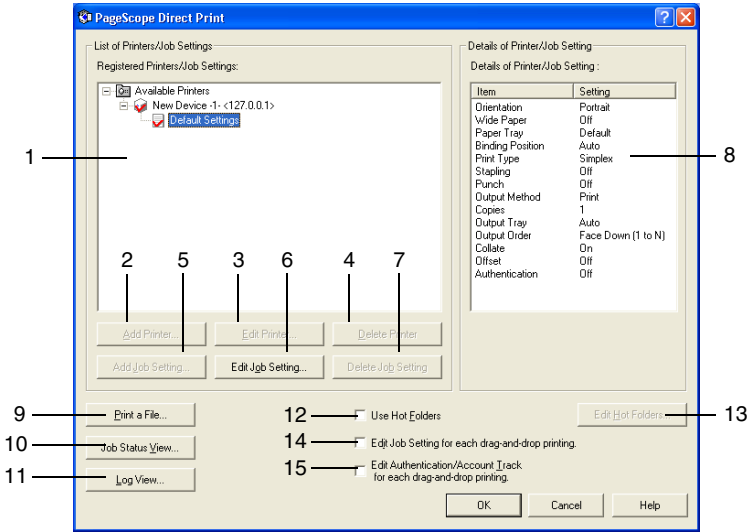 PageScope Direct Print
List of Printers/Job Settings
Registered Printers/Job Settings:
Available Printers
New Device -1- <127.0.0.1>
Default Settings
1
2
5
3
6
4
7
Add Printer...
Edit Printer...
Delete Printer
Add Job Setting...
Edit Job Setting...
Delete Job Setting
Details of Printer/Job Setting
Details of Printer/Job Setting :
Item Setting
Orientation Portrait
Wide Paper Off
Paper Tray Default
Binding Position Auto
Print Type Simplex
Stapling Off
Punch Off
Output Method Print
Copies 1
Output Tray Auto
Output Order Face Down (1 to N)
Collate On
Offset Off
Authentication Off
8
9
Print a File...
10
Job Status View...
11
Log View...
12
Use Hot Folders
Edit Hot Folders...
13
14
Edit Job Setting for each drag-and-drop printing.
15
Edit Authentication/Account Track
for each drag-and-drop printing.
OK
Cancel
Help